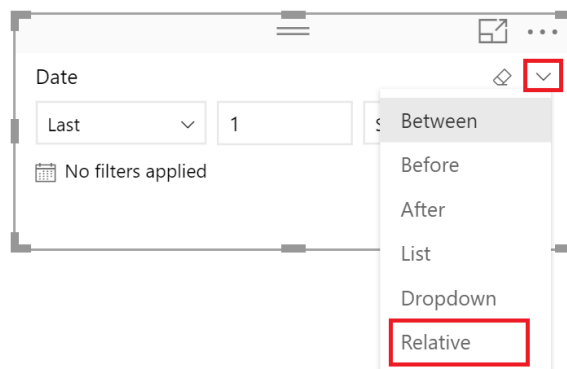 Date
Last
1
S
Between
Before
After
List
Dropdown
Relative
No filters applied